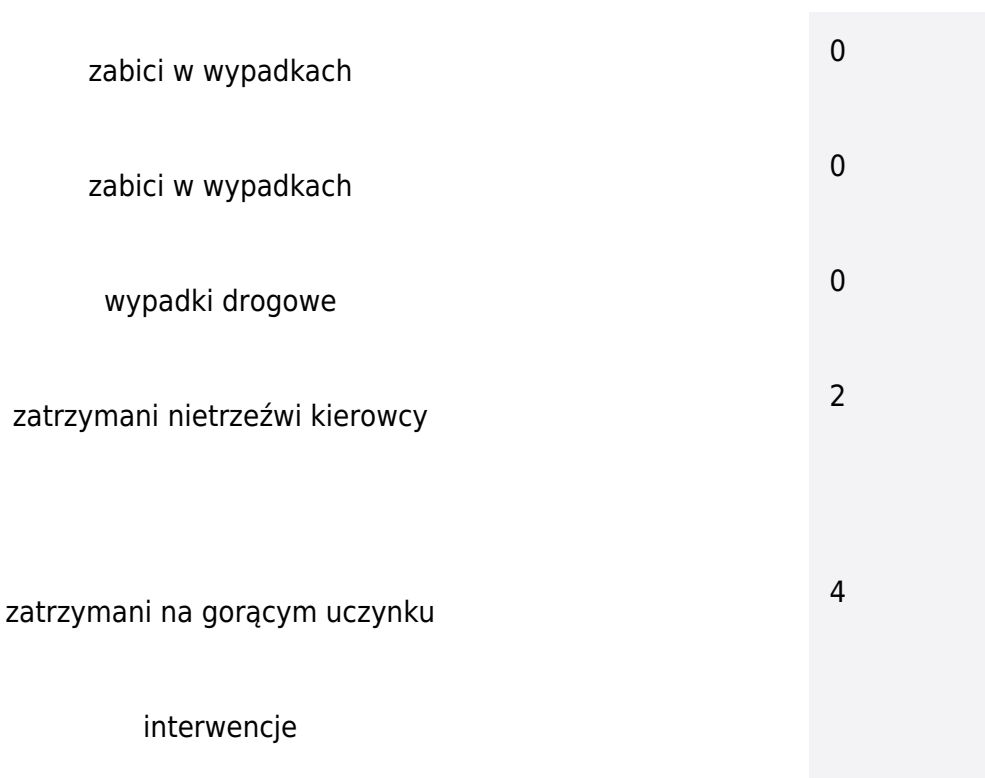 zabici w wypadkach 0
zabici w wypadkach 0
wypadki drogowe 0
zatrzymani nietrzeźwi kierowcy 2
zatrzymani na gorącym uczynku 4
interwencje